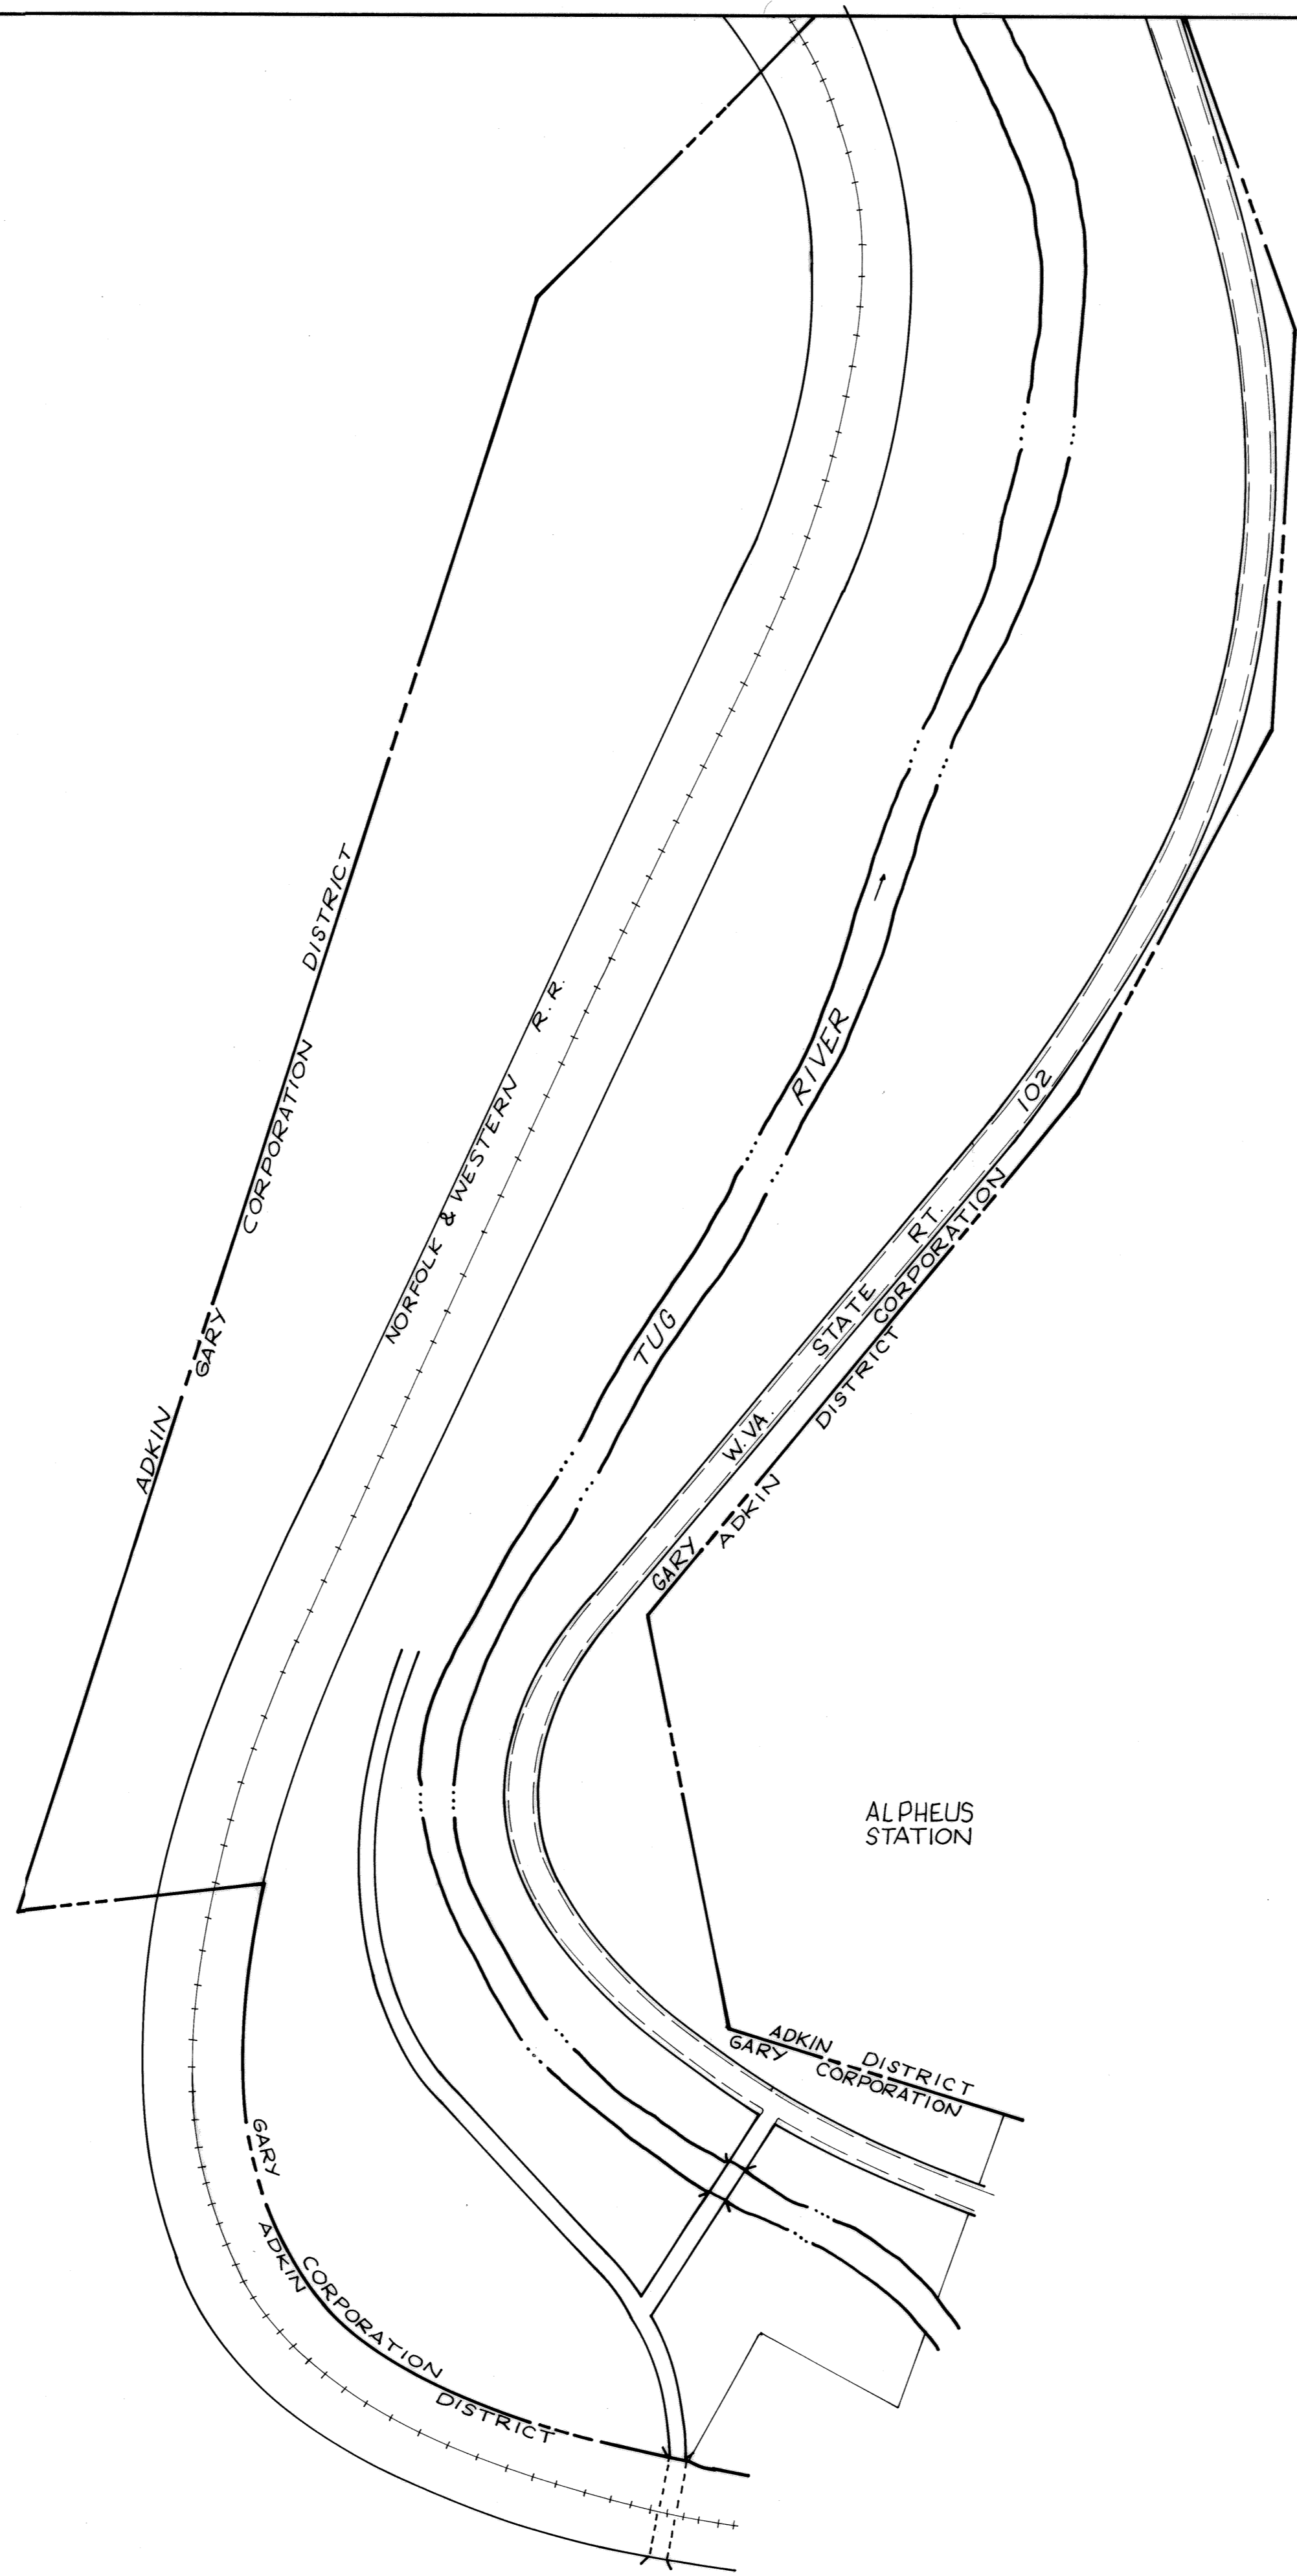 ADKIN DISTRICT
GARY CORPORATION
NORFOLK & WESTERN R. R.
TUG RIVER
W. VA. STATE RT. 102
GARY CORPORATION
ADKIN DISTRICT
ALPHEUS
STATION
ADKIN DISTRICT
GARY CORPORATION
GARY CORPORATION
ADKIN DISTRICT